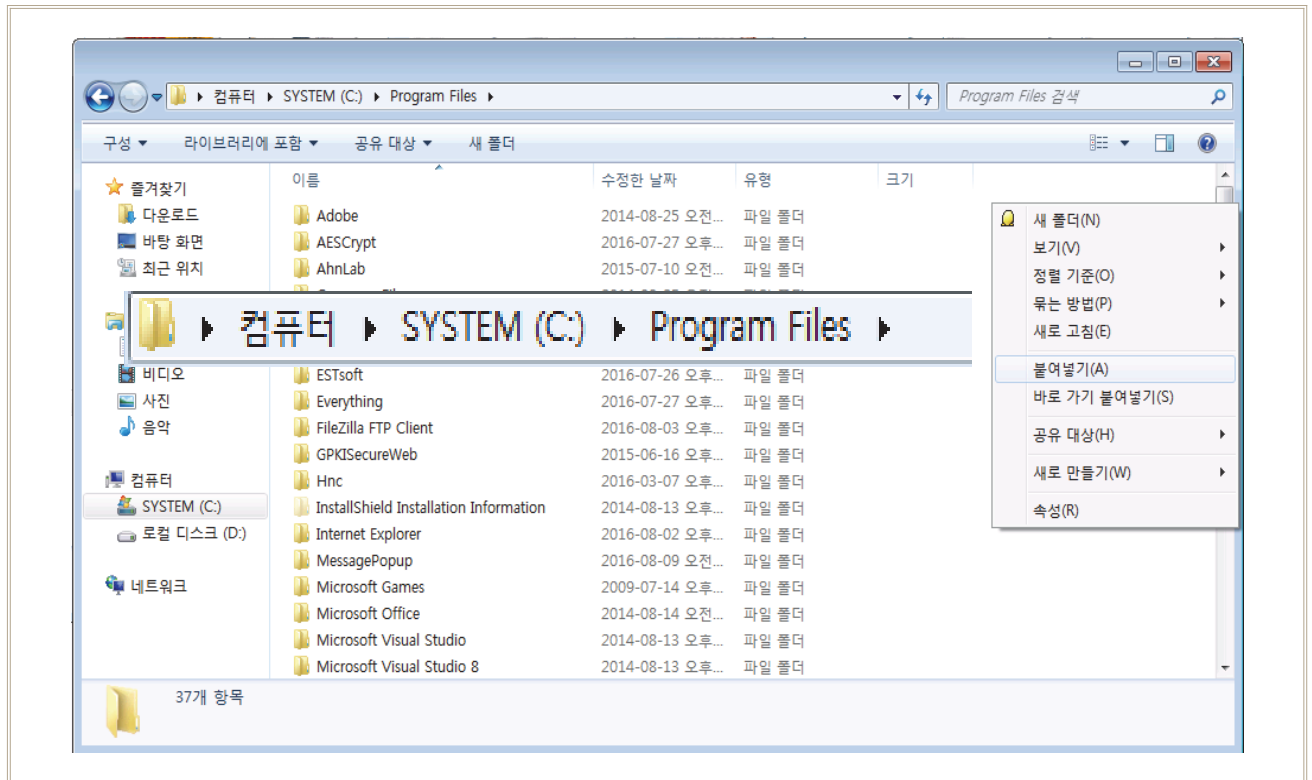 컴퓨터 ▸ SYSTEM (C:) ▸ Program Files ▸
Program Files 검색
구성 라이브러리에 포함 공유 대상 새 폴더
즐겨찾기
다운로드
바탕 화면
최근 위치
비디오
사진
음악
컴퓨터
SYSTEM (C:)
로컬 디스크 (D:)
네트워크
이름 수정한 날짜 유형 크기
Adobe 2014-08-25 오전... 파일 폴더
AESCrypt 2016-07-27 오후... 파일 폴더
AhnLab 2015-07-10 오전... 파일 폴더
컴퓨터 ▸ SYSTEM (C:) ▸ Program Files ▸
ESTsoft 2016-07-26 오후... 파일 폴더
Everything 2016-07-27 오후... 파일 폴더
FileZilla FTP Client 2016-08-03 오후... 파일 폴더
GPKISecureWeb 2015-06-16 오후... 파일 폴더
Hnc 2016-03-07 오후... 파일 폴더
InstallShield Installation Information 2014-08-13 오후... 파일 폴더
Internet Explorer 2016-08-02 오후... 파일 폴더
MessagePopup 2016-08-09 오전... 파일 폴더
Microsoft Games 2009-07-14 오후... 파일 폴더
Microsoft Office 2014-08-14 오전... 파일 폴더
Microsoft Visual Studio 2014-08-13 오후... 파일 폴더
Microsoft Visual Studio 8 2014-08-13 오후... 파일 폴더
새 폴더(N)
보기(V)
정렬 기준(O)
묶는 방법(P)
새로 고침(E)
붙여넣기(A)
바로 가기 붙여넣기(S)
공유 대상(H)
새로 만들기(W)
속성(R)
37개 항목